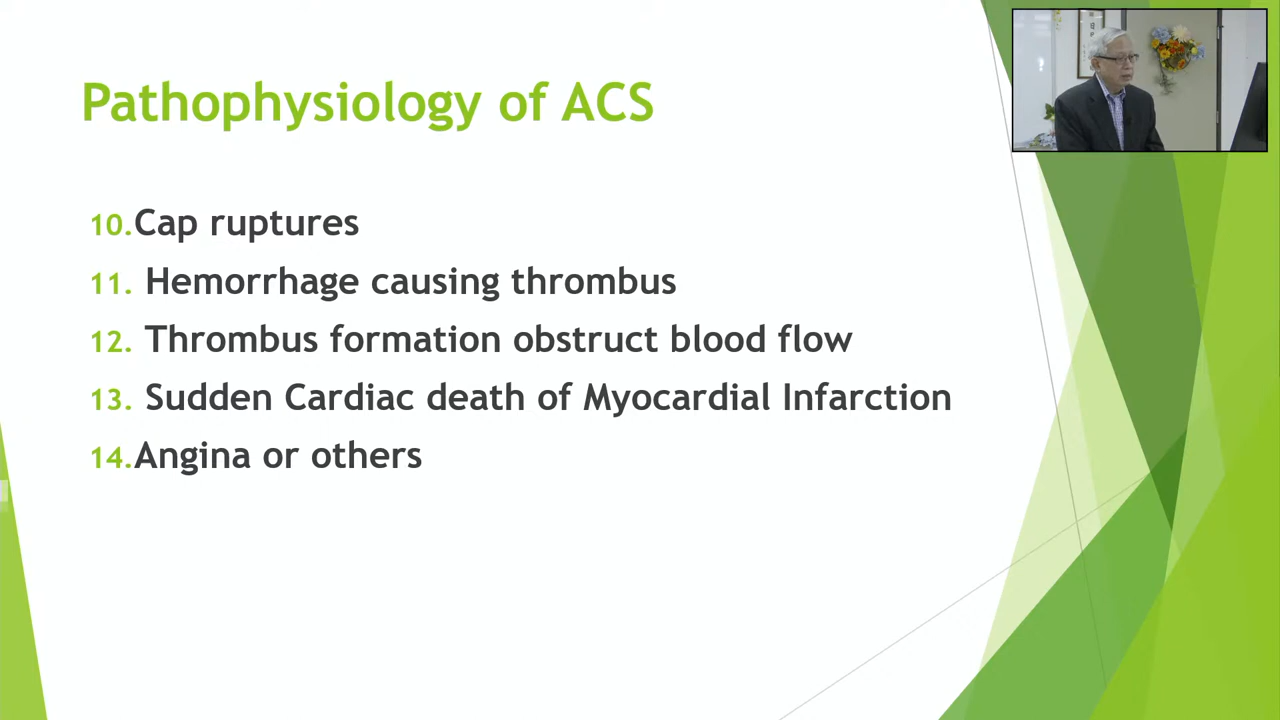 Pathophysiology of ACS
10.Cap ruptures
11. Hemorrhage causing thrombus
12. Thrombus formation obstruct blood flow
13. Sudden Cardiac death of Myocardial Infarction
14.Angina or others